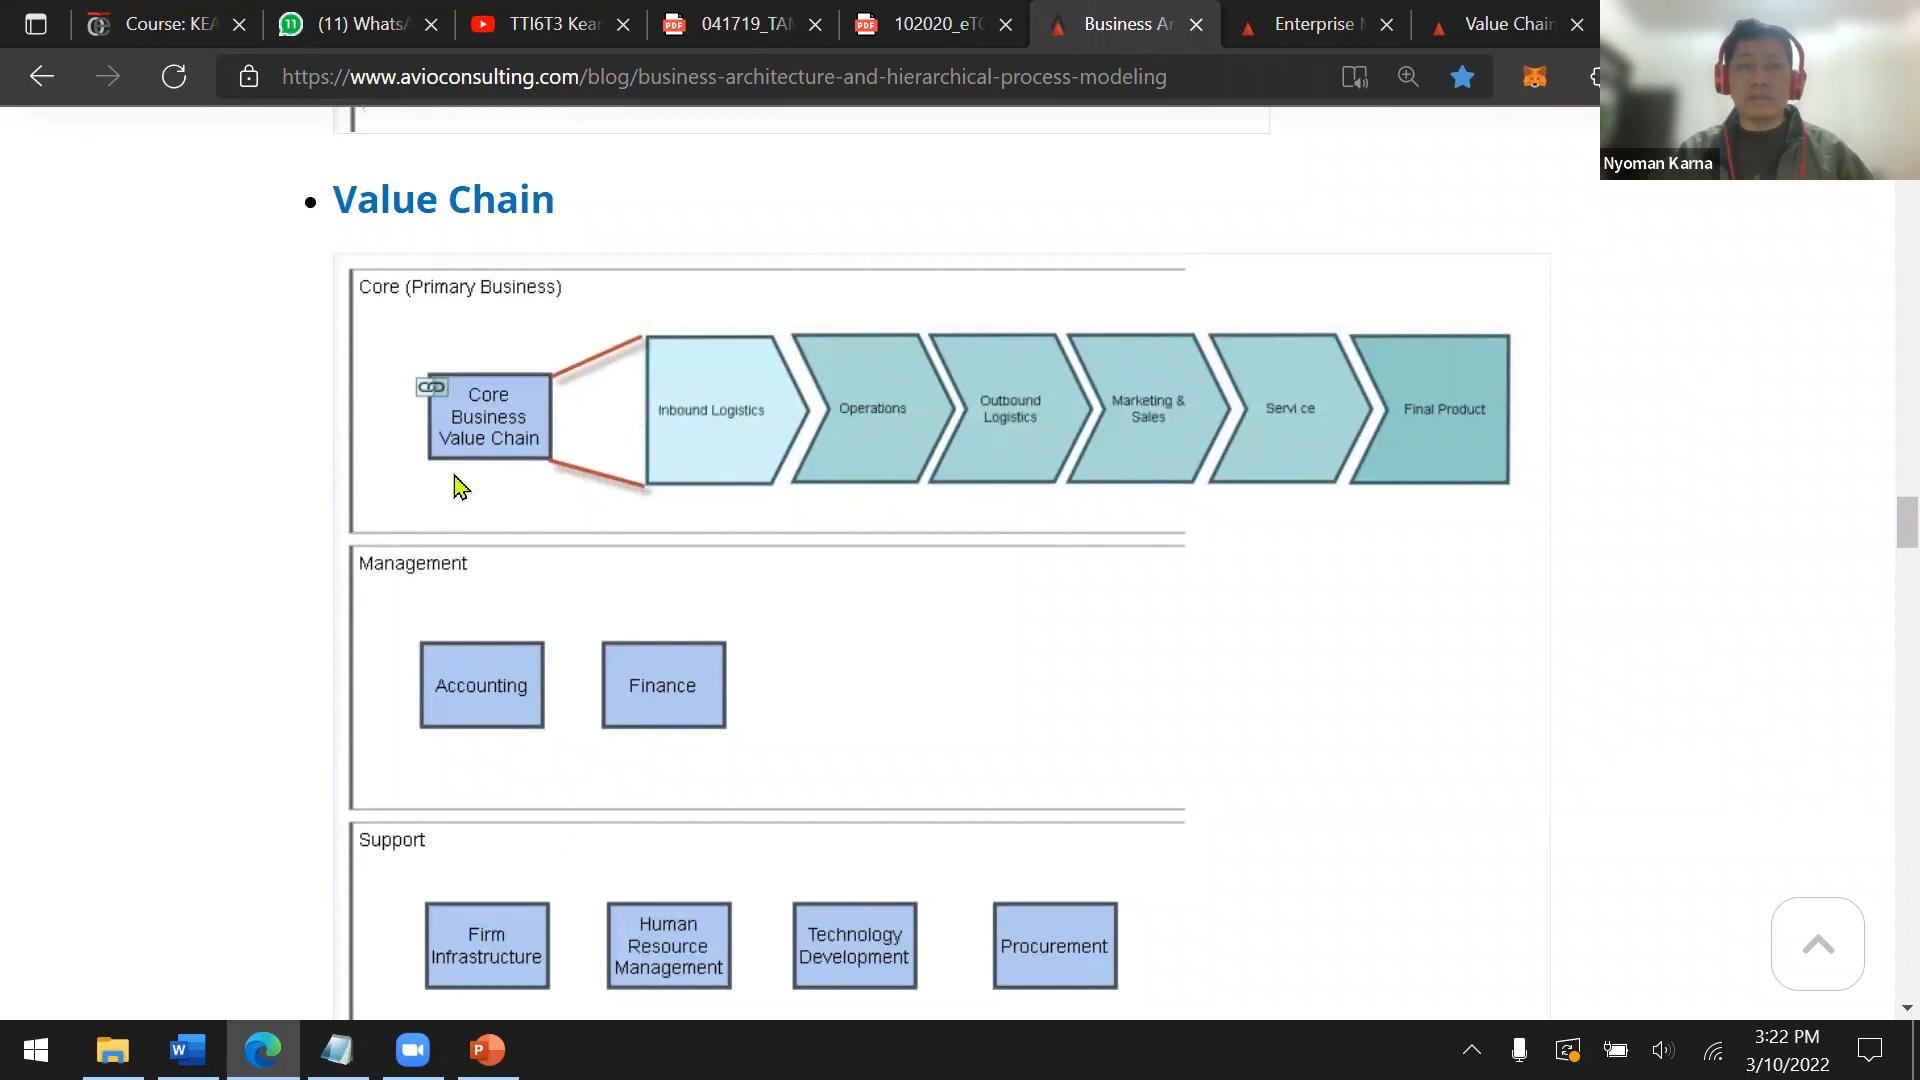 Course: KEA
(11) WhatsA
TTI6T3 Kear
041719_TAM
102020_eTO
Business Ar
Enterprise M
Value Chain
https://www.avioconsulting.com/blog/business-architecture-and-hierarchical-process-modeling
Nyoman Karna
Value Chain
Core (Primary Business)
Core
Business
Value Chain
Inbound Logistics
Operations
Outbound
Logistics
Marketing &
Sales
Servi ce
Final Product
Management
Accounting
Finance
Support
Firm
Infrastructure
Human
Resource
Management
Technology
Development
Procurement
3:22 PM
3/10/2022